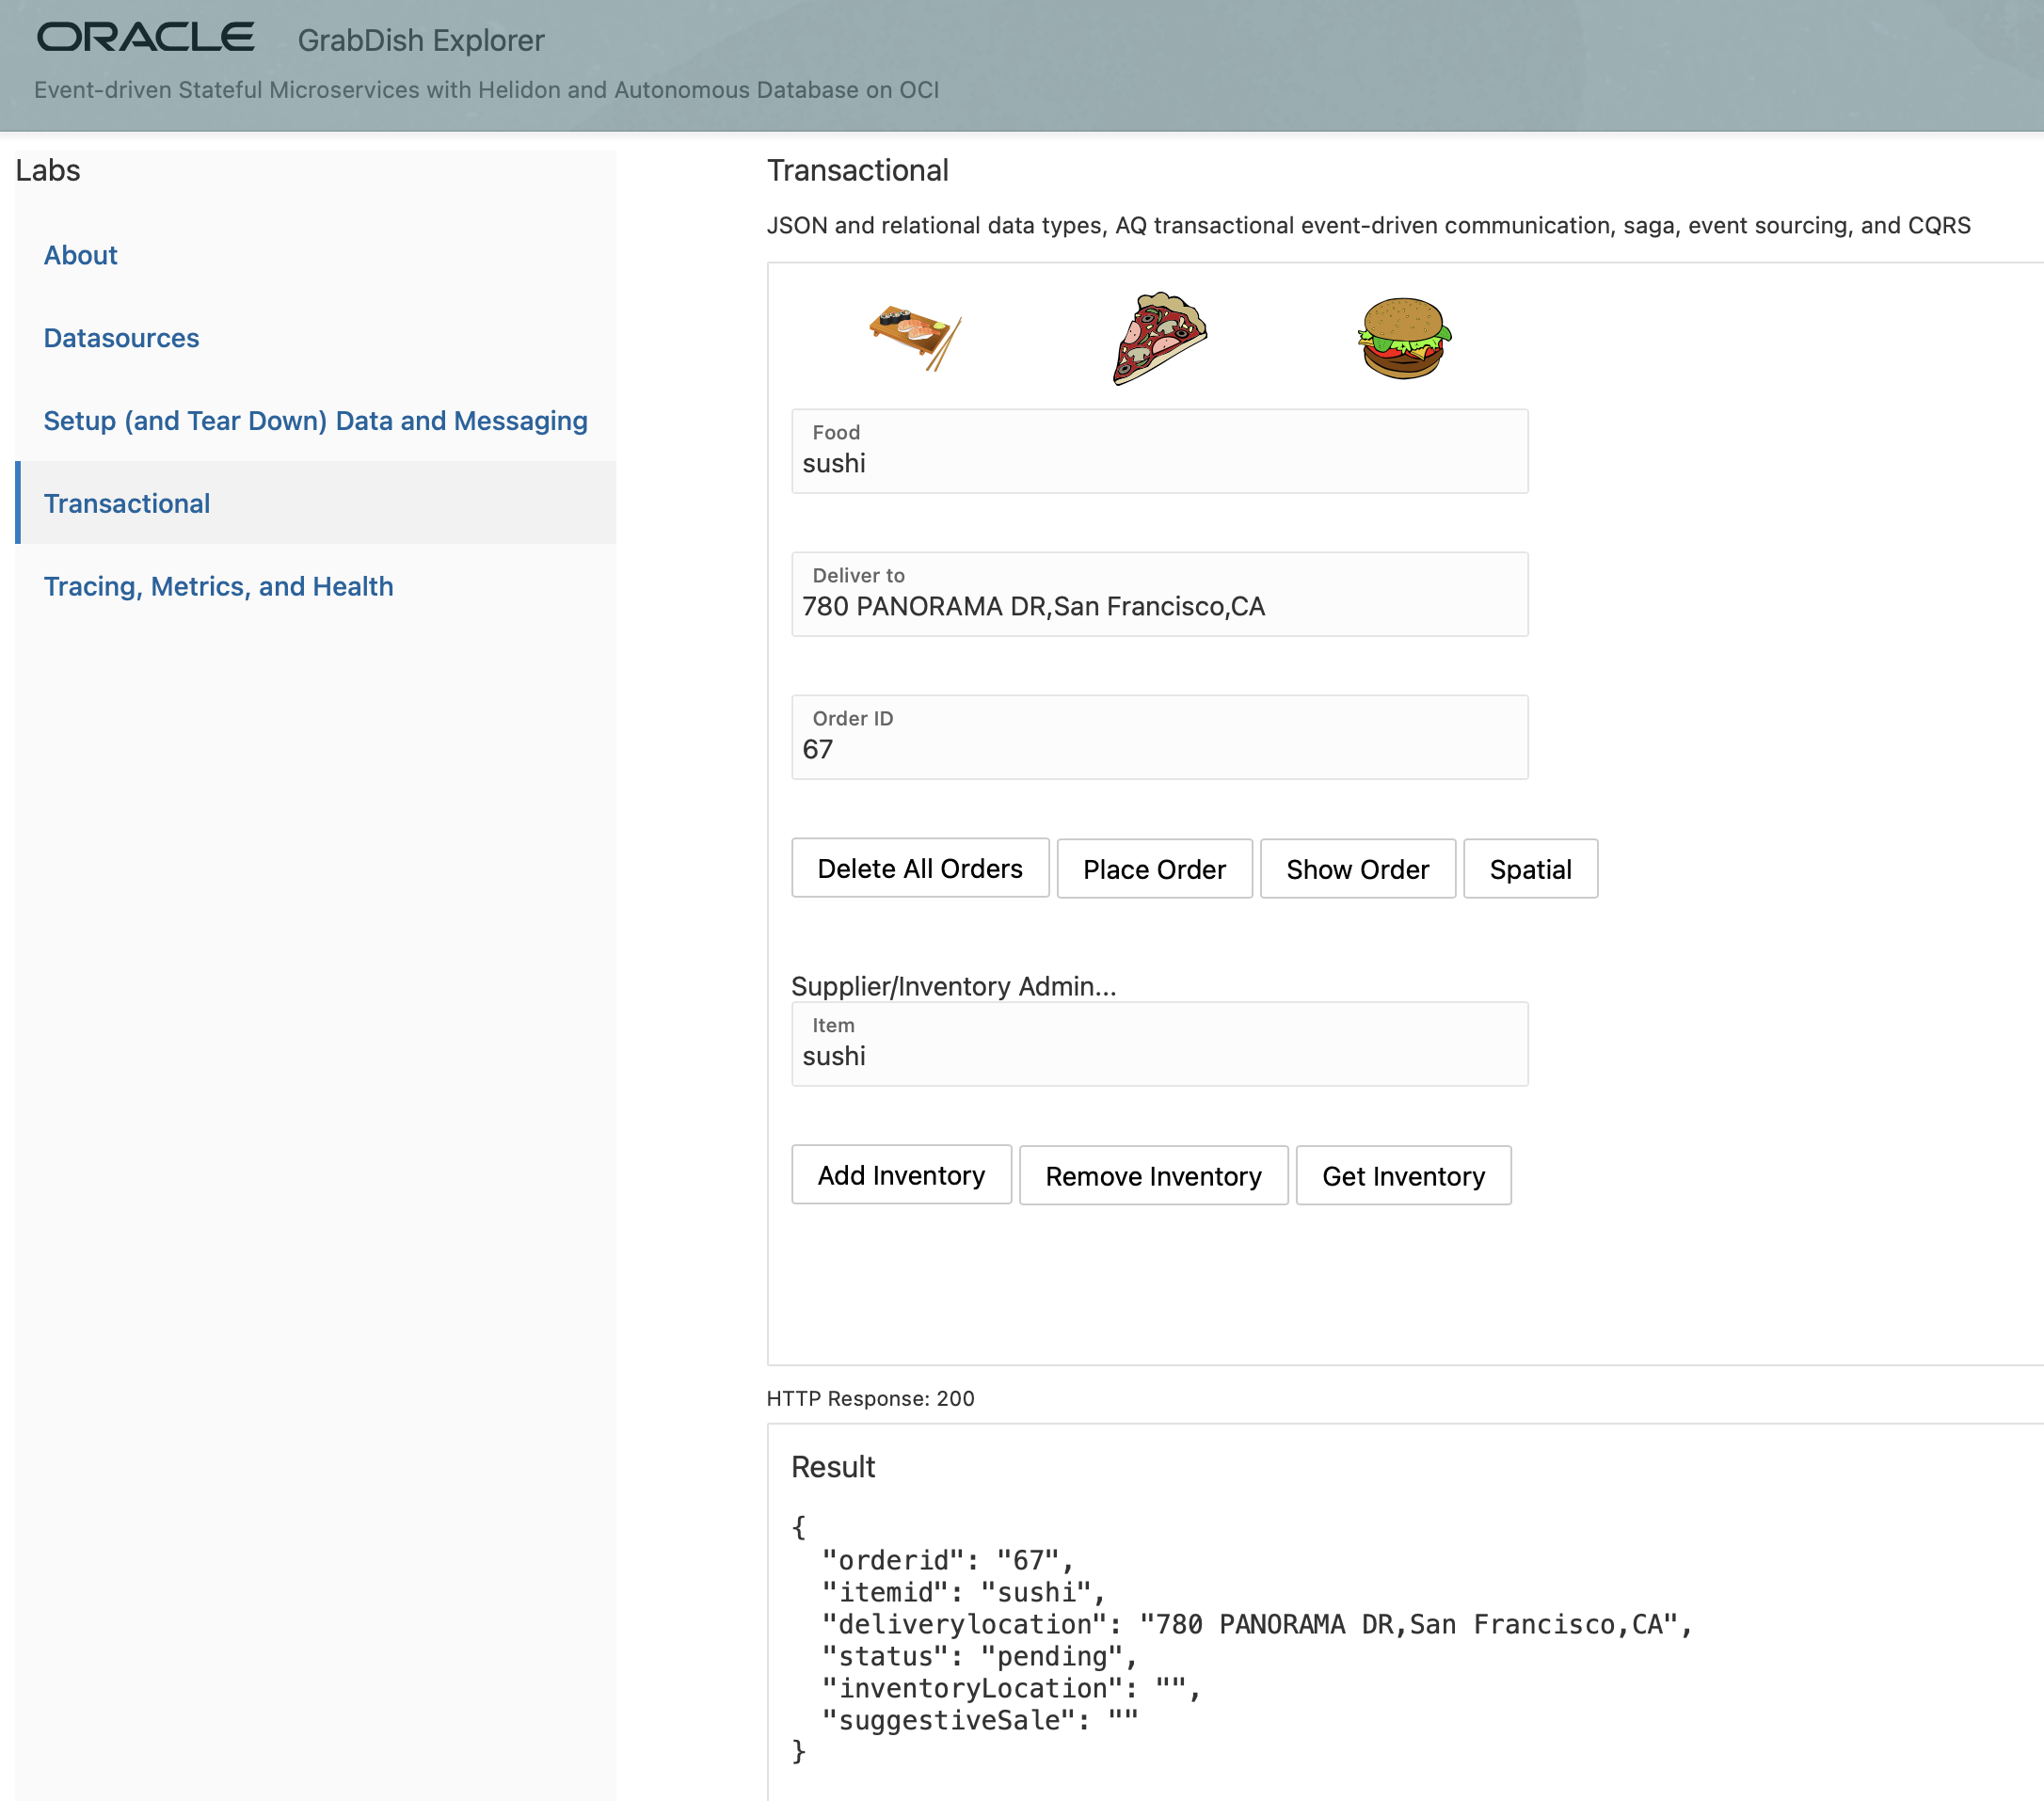 ORACLE GrabDish Explorer
Event-driven Stateful Microservices with Helidon and Autonomous Database on OCI
Labs
About
Datasources
Setup (and Tear Down) Data and Messaging
Transactional
Tracing, Metrics, and Health
Transactional
JSON and relational data types, AQ transactional event-driven communication, saga, event sourcing, and CQRS
Food
sushi
Deliver to
780 PANORAMA DR,San Francisco,CA
Order ID
67
Delete All Orders Place Order Show Order Spatial
Supplier/Inventory Admin...
Item
sushi
Add Inventory Remove Inventory Get Inventory
HTTP Response: 200
Result
{
  "orderid": "67",
  "itemid": "sushi",
  "deliverylocation": "780 PANORAMA DR,San Francisco,CA",
  "status": "pending",
  "inventoryLocation": "",
  "suggestiveSale": ""
}